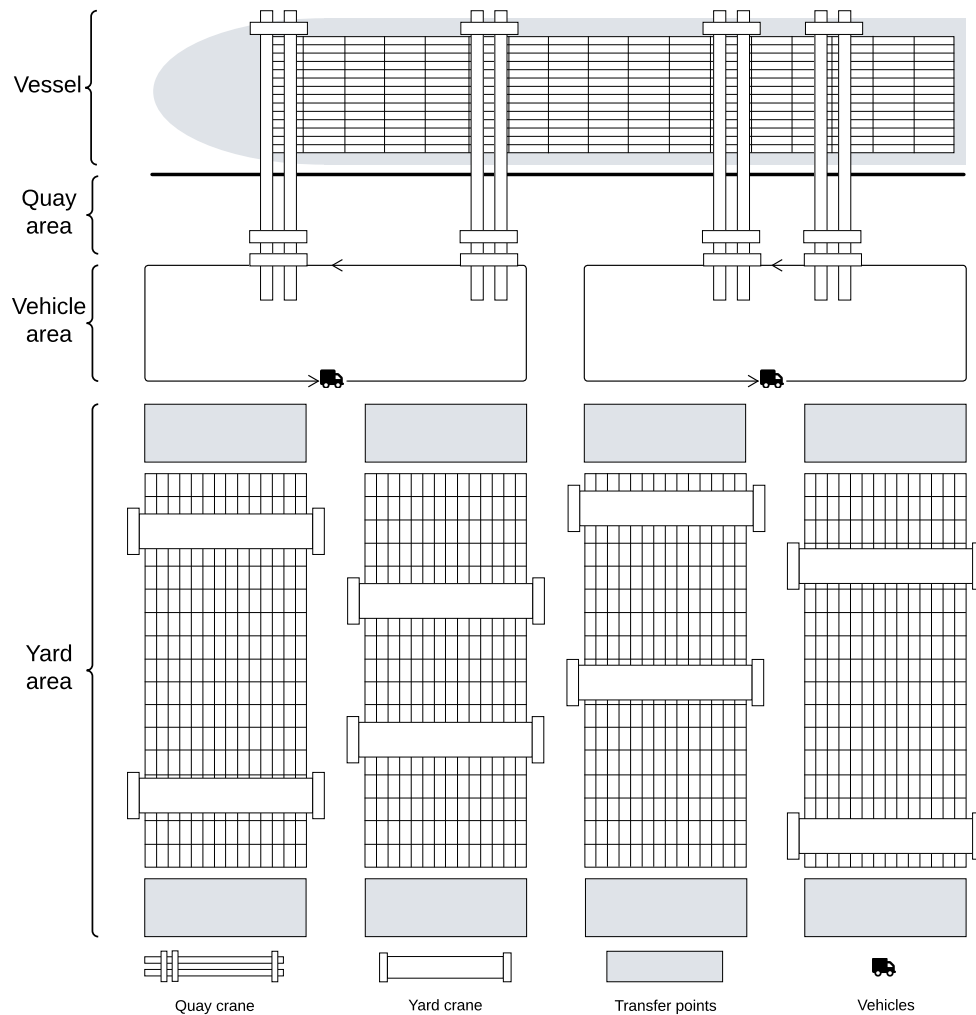 Vessel
Quay
area
Vehicle
area
Yard
area
Quay crane
Yard crane
Transfer points
Vehicles